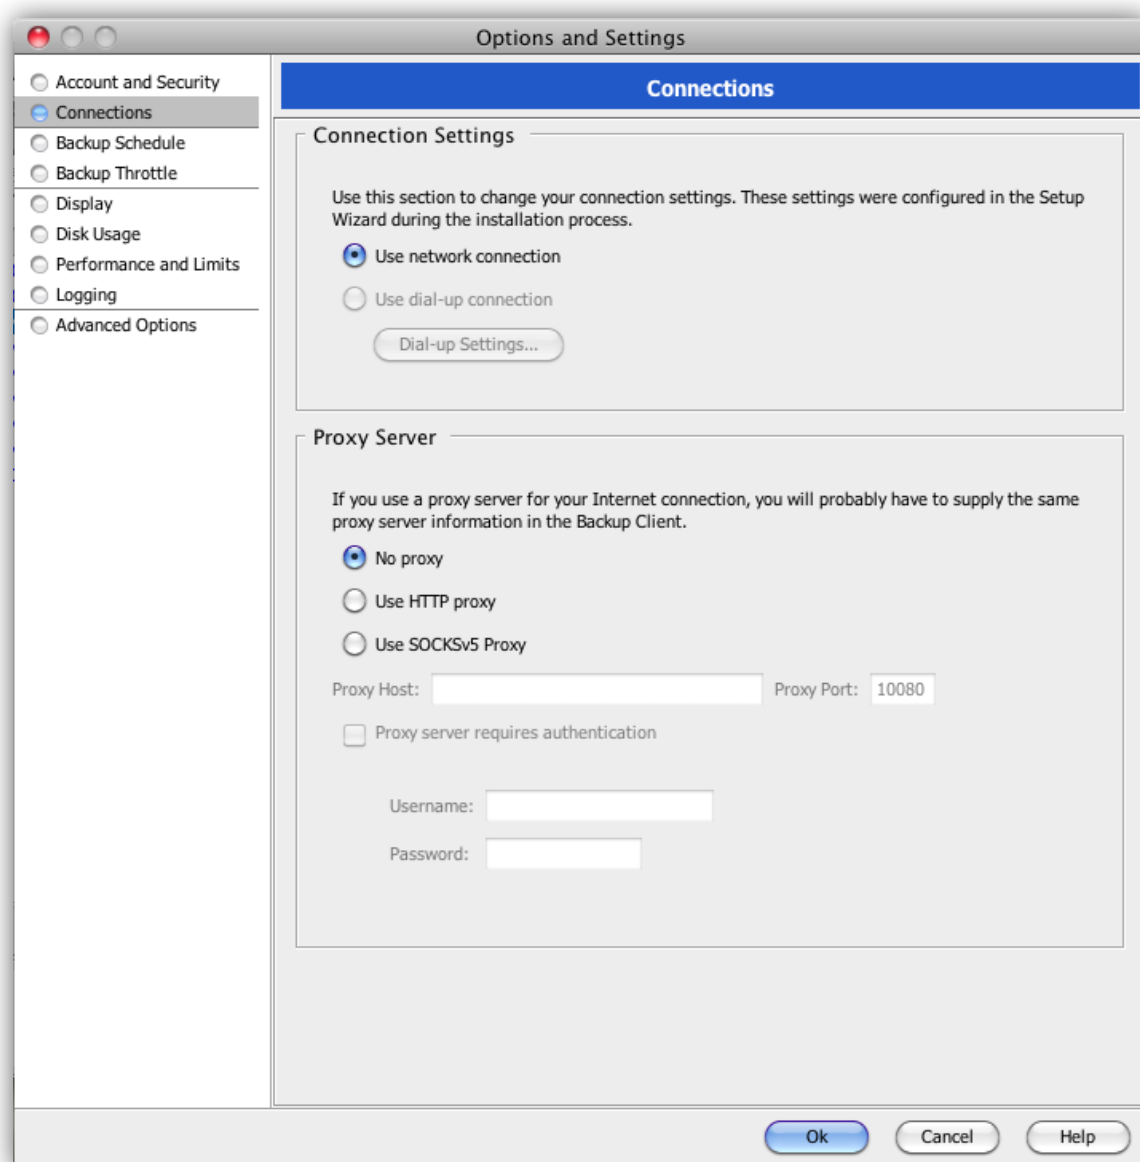 Options and Settings
Account and Security
Connections
Backup Schedule
Backup Throttle
Display
Disk Usage
Performance and Limits
Logging
Advanced Options
Connections
Connection Settings
Use this section to change your connection settings. These settings were configured in the Setup
Wizard during the installation process.
Use network connection
Use dial-up connection
Dial-up Settings...
Proxy Server
If you use a proxy server for your Internet connection, you will probably have to supply the same
proxy server information in the Backup Client.
No proxy
Use HTTP proxy
Use SOCKSv5 Proxy
Proxy Host: Proxy Port: 10080
Proxy server requires authentication
Username:
Password:
Ok Cancel Help